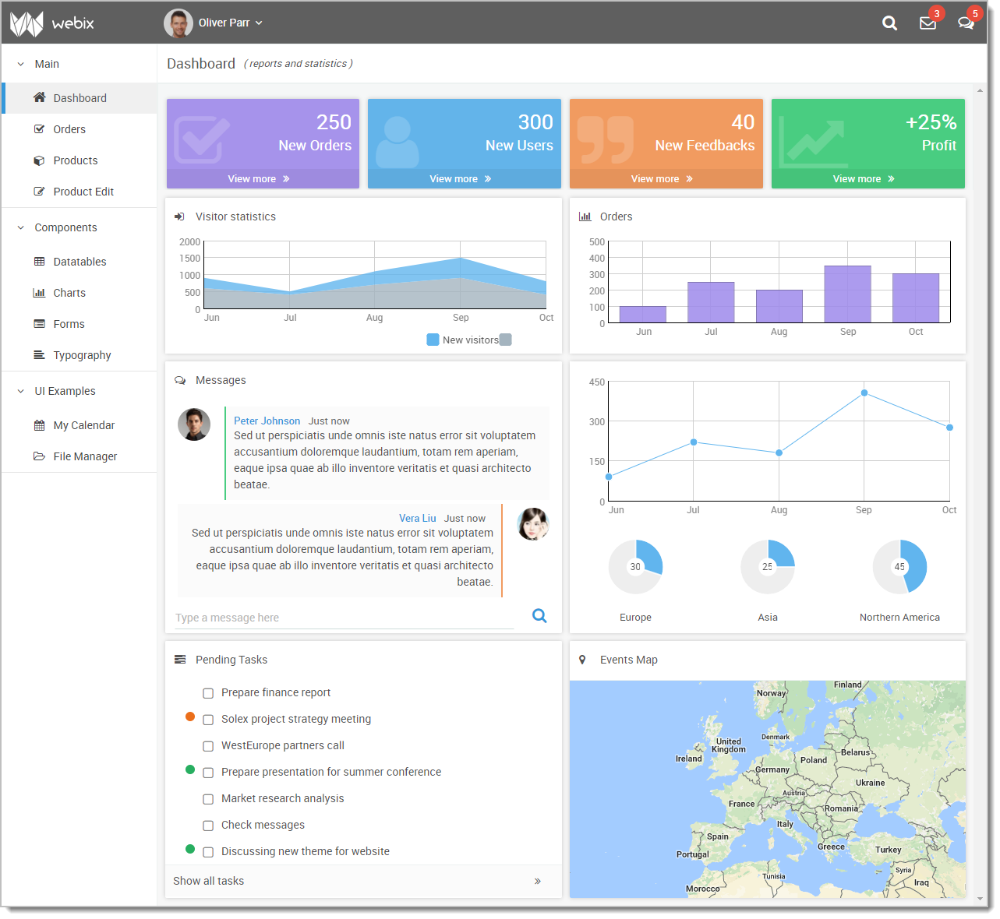 webix
Oliver Parr
3
5
Main
Dashboard
Orders
Products
Product Edit
Components
Datatables
Charts
Forms
Typography
UI Examples
My Calendar
File Manager
Dashboard ( reports and statistics )
250
New Orders
View more
300
New Users
View more
40
New Feedbacks
View more
+25%
Profit
View more
Visitor statistics
2000
1500
1000
500
0
Jun Jul Aug Sep Oct
New visitors
Orders
500
400
300
200
100
0
Jun Jul Aug Sep Oct
Messages
Peter Johnson Just now
Sed ut perspiciatis unde omnis iste natus error sit voluptatem
accusantium doloremque laudantium, totam rem aperiam,
eaque ipsa quae ab illo inventore veritatis et quasi architecto
beatae.
Vera Liu Just now
Sed ut perspiciatis unde omnis iste natus error sit voluptatem
accusantium doloremque laudantium, totam rem aperiam,
eaque ipsa quae ab illo inventore veritatis et quasi architecto
beatae.
Type a message here
450
300
150
0
Jun Jul Aug Sep Oct
30 25 45
Europe Asia Northern America
Pending Tasks
Prepare finance report
Solex project strategy meeting
WestEurope partners call
Prepare presentation for summer conference
Market research analysis
Check messages
Discussing new theme for website
Show all tasks
Events Map
Finland
Norway
United
Kingdom
Denmark
Ireland
Belarus
Poland
Germany
Ukraine
Austria
France
Romania
Italy
Spain
Greece
Turkey
Portugal
Syria
Tunisia
Iraq
Morocco